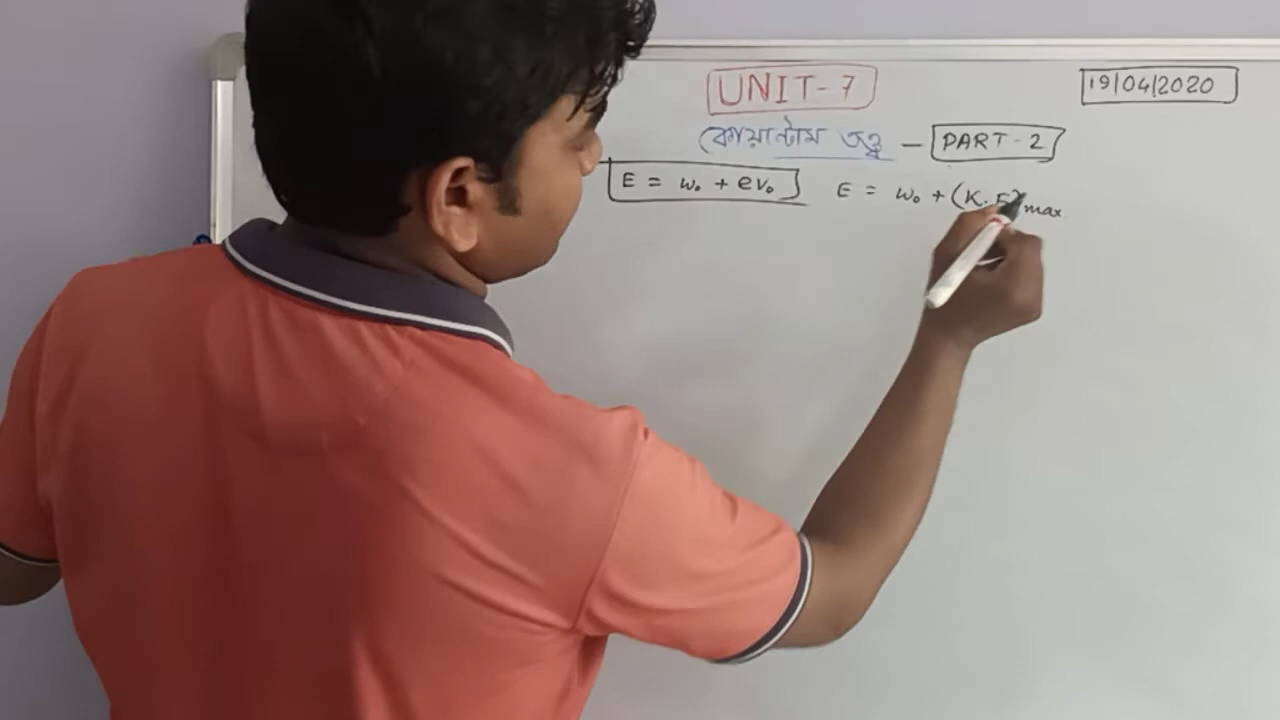 UNIT-7
19/04/2020
কোয়ান্টাম তত্ত্ব — PART-2
E = w₀ + eV₀
E = w₀ + (K.E)max